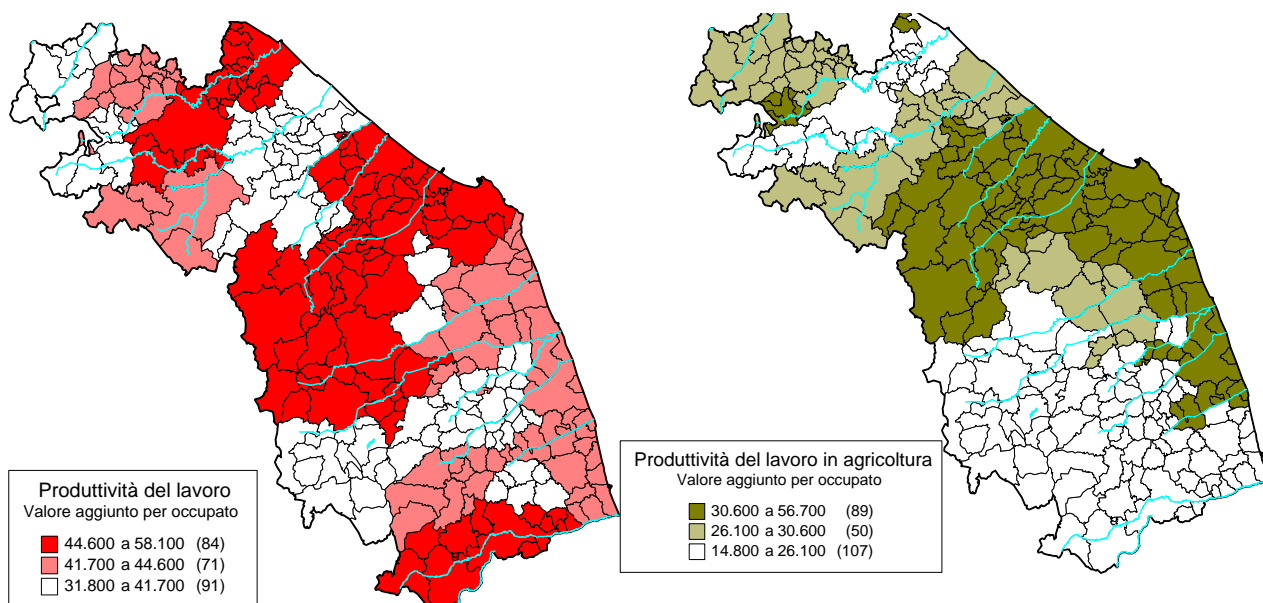 Produttività del lavoro
Valore aggiunto per occupato
44.600 a 58.100 (84)
41.700 a 44.600 (71)
31.800 a 41.700 (91)
Produttività del lavoro in agricoltura
Valore aggiunto per occupato
30.600 a 56.700 (89)
26.100 a 30.600 (50)
14.800 a 26.100 (107)